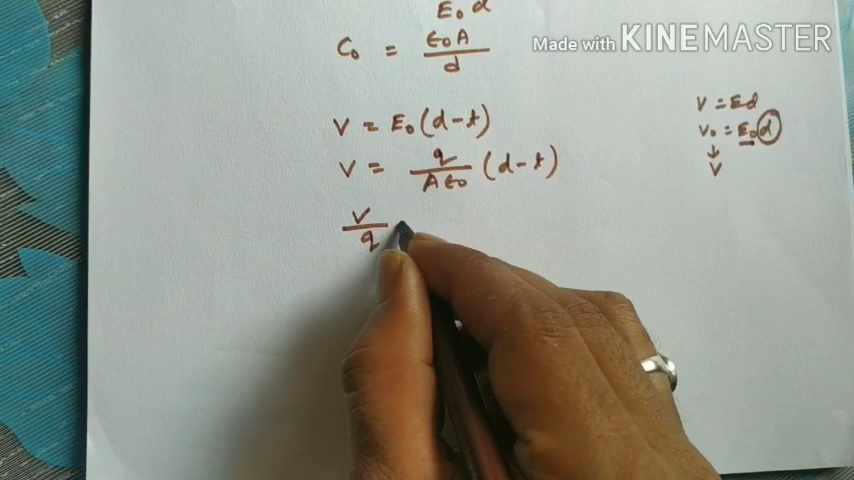 E₀ d
C₀ = ε₀A / d
V = E₀(d-t)
V = q / Aε₀ (d-t)
V / q
V = Ed
V₀ = E₀d
↓
V
Made with KINEMASTER